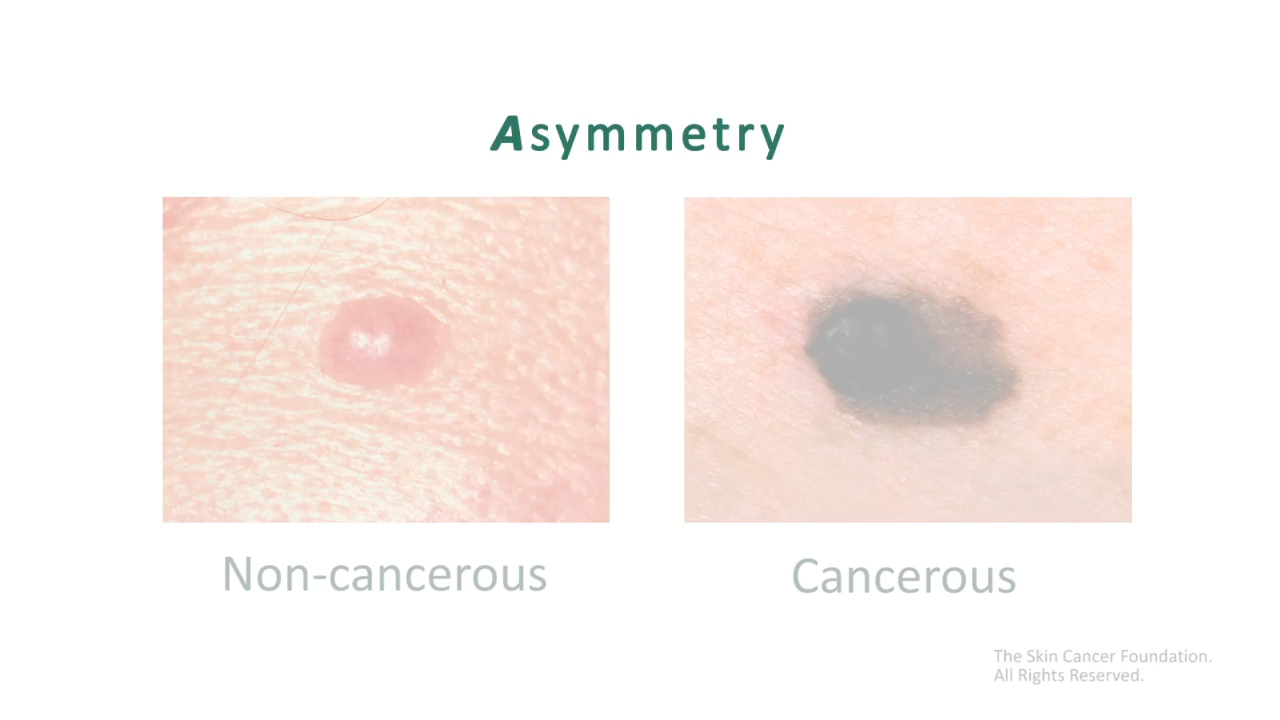 Asymmetry
Non-cancerous
Cancerous
The Skin Cancer Foundation.
All Rights Reserved.